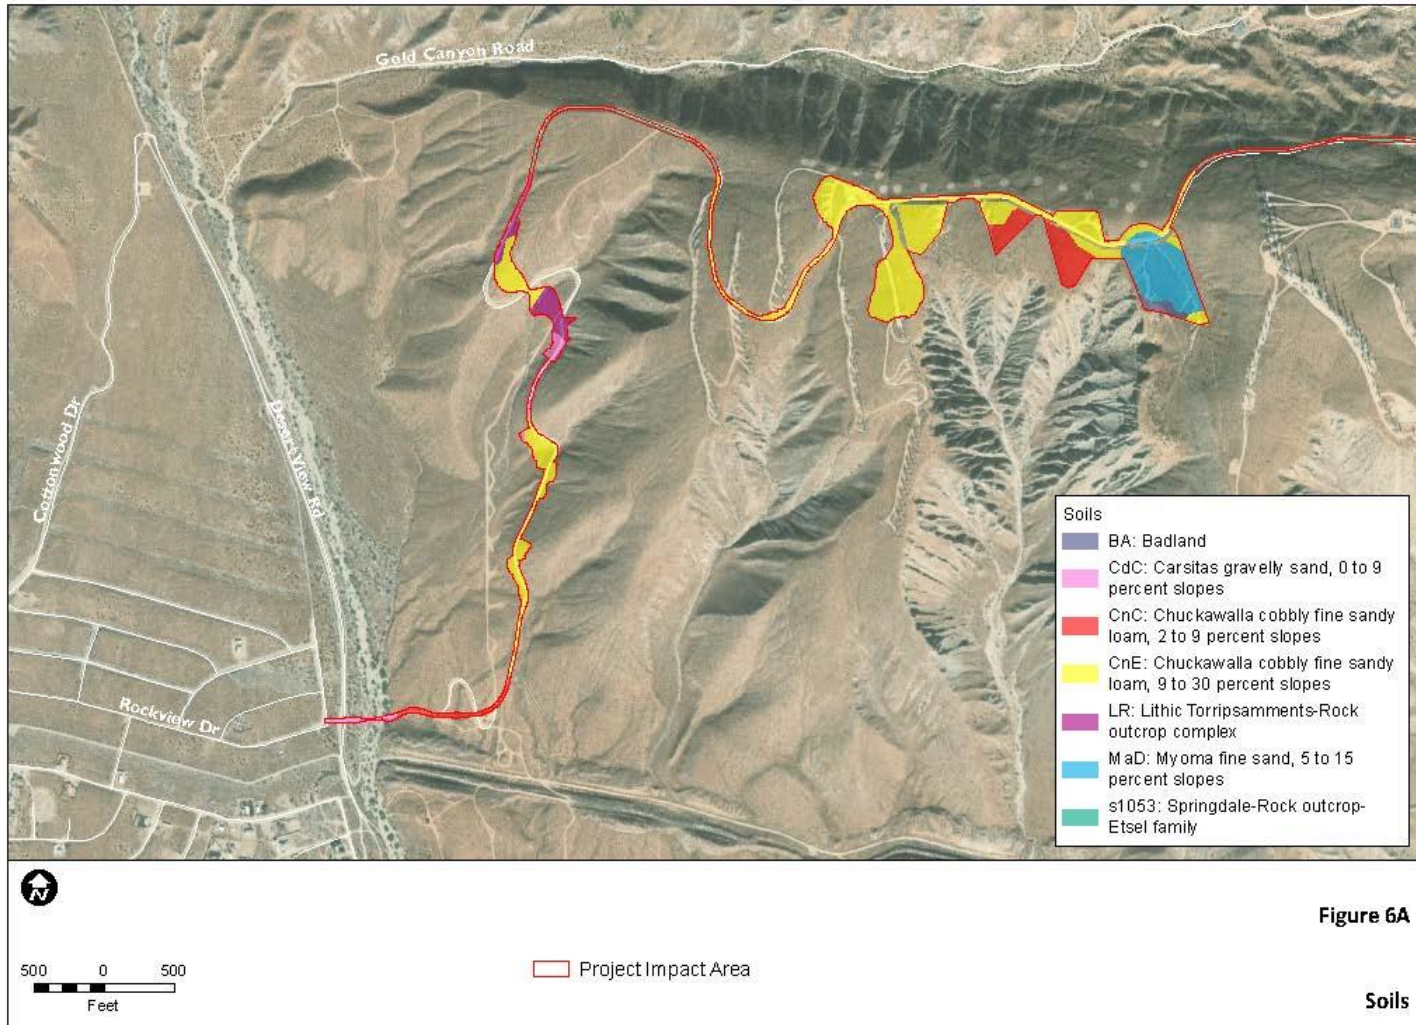 Gold Canyon Road
Cottonwood Dr
Desert View Rd
Rockview Dr
Soils
BA: Badland
CdC: Carsitas gravelly sand, 0 to 9
percent slopes
CnC: Chuckawalla cobbly fine sandy
loam, 2 to 9 percent slopes
CnE: Chuckawalla cobbly fine sandy
loam, 9 to 30 percent slopes
LR: Lithic Torripsamments-Rock
outcrop complex
MaD: Myoma fine sand, 5 to 15
percent slopes
s1053: Springdale-Rock outcrop-
Etsel family
N
Figure 6A
500 0 500
Feet
Project Impact Area
Soils